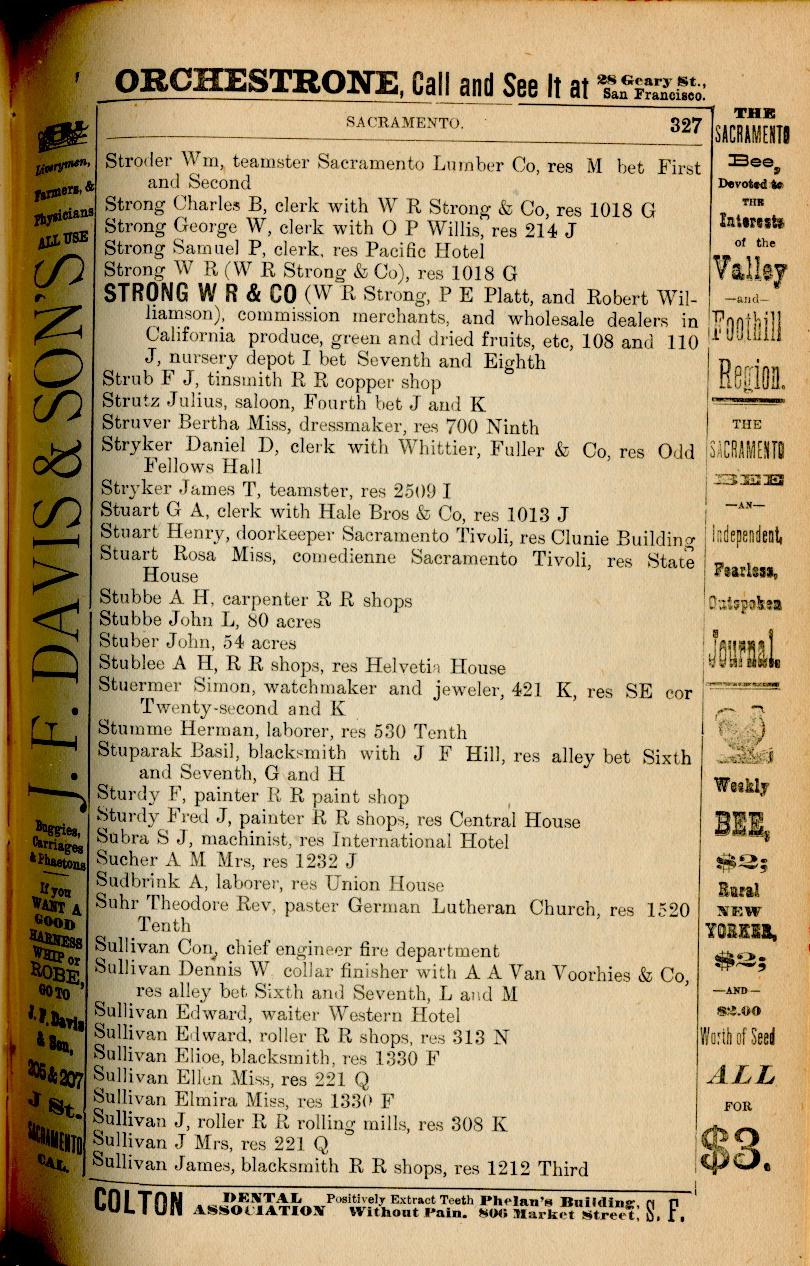 ORCHESTRONE, Call and See It at 28 Geary St., San Francisco.
SACRAMENTO. 327
Stroder Wm, teamster Sacramento Lumber Co, res M bet First
and Second
Strong Charles B, clerk with W R Strong & Co, res 1018 G
Strong George W, clerk with O P Willis, res 214 J
Strong Samuel P, clerk, res Pacific Hotel
Strong W R (W R Strong & Co), res 1018 G
STRONG W R & CO (W R Strong, P E Platt, and Robert Wil-
liamson), commission merchants, and wholesale dealers in
California produce, green and dried fruits, etc, 108 and 110
J, nursery depot I bet Seventh and Eighth
Strub F J, tinsmith R R copper shop
Strutz Julius, saloon, Fourth bet J and K
Struver Bertha Miss, dressmaker, res 700 Ninth
Stryker Daniel D, clerk with Whittier, Fuller & Co, res Odd
Fellows Hall
Stryker James T, teamster, res 2509 I
Stuart G A, clerk with Hale Bros & Co, res 1013 J
Stuart Henry, doorkeeper Sacramento Tivoli, res Clunie Building
Stuart Rosa Miss, comedienne Sacramento Tivoli, res State
House
Stubbe A H, carpenter R R shops
Stubbe John L, 80 acres
Stuber John, 54 acres
Stublee A H, R R shops, res Helvetia House
Stuermer Simon, watchmaker and jeweler, 421 K, res SE cor
Twenty-second and K
Stumme Herman, laborer, res 530 Tenth
Stuparak Basil, blacksmith with J F Hill, res alley bet Sixth
and Seventh, G and H
Sturdy F, painter R R paint shop
Sturdy Fred J, painter R R shops, res Central House
Subra S J, machinist, res International Hotel
Sucher A M Mrs, res 1232 J
Sudbrink A, laborer, res Union House
Suhr Theodore Rev, paster German Lutheran Church, res 1520
Tenth
Sullivan Con, chief engineer fire department
Sullivan Dennis W collar finisher with A A Van Voorhies & Co,
res alley bet Sixth and Seventh, L and M
Sullivan Edward, waiter Western Hotel
Sullivan Edward, roller R R shops, res 313 N
Sullivan Elioe, blacksmith, res 1330 F
Sullivan Ellen Miss, res 221 Q
Sullivan Elmira Miss, res 1330 F
Sullivan J, roller R R rolling mills, res 308 K
Sullivan J Mrs, res 221 Q
Sullivan James, blacksmith R R shops, res 1212 Third
Liverymen,
Farmers, &
Physicians
ALL USE
J. F. DAVIS & SON'S
Buggies,
Carriages
& Phaetons
If you
WANT A
GOOD
HARNESS
WHIP or
ROBE,
GO TO
J. F. Davis
& Son,
205 & 207
J St.
SACRAMENTO
CAL.
THE
SACRAMENTO
Bee,
Devoted to
THE
Interests
of the
Valley
—and—
Foothill
Region.
THE
SACRAMENTO
BEE
—AN—
Independent,
Fearless,
Outspoken
Journal
Weekly
BEE,
$2;
Rural
NEW
YORKER,
$2;
—AND—
$2.00
Worth of Seed
ALL
FOR
$3.
COLTON DENTAL ASSOCIATION Positively Extract Teeth Without Pain. Phelan's Building, 806 Market Street, S. F.